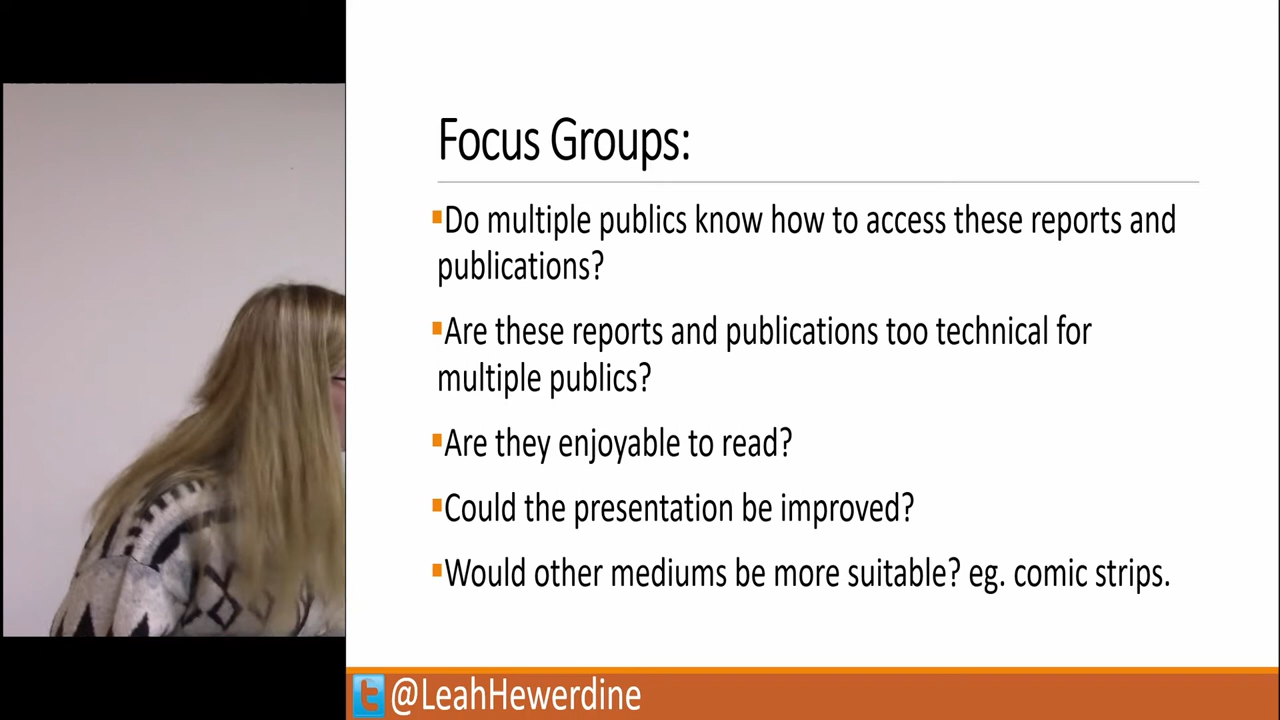 Focus Groups:
▪Do multiple publics know how to access these reports and
publications?
▪Are these reports and publications too technical for
multiple publics?
▪Are they enjoyable to read?
▪Could the presentation be improved?
▪Would other mediums be more suitable? eg. comic strips.
@LeahHewerdine